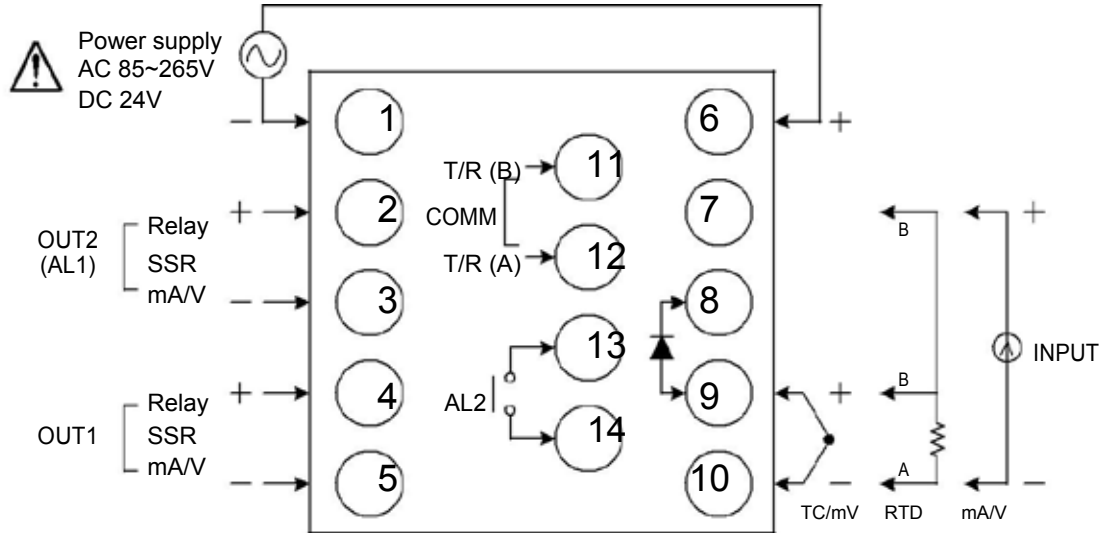 Power supply
AC 85~265V
DC 24V
− 1 6 +
T/R (B) 11
+ 2 7 B +
OUT2
(AL1)
Relay
SSR
mA/V
COMM
T/R (A) 12
− 3 8
13 INPUT
+ 4 9 + B
OUT1
Relay
SSR
mA/V
AL2
14
− 5 10 − A −
TC/mV RTD mA/V